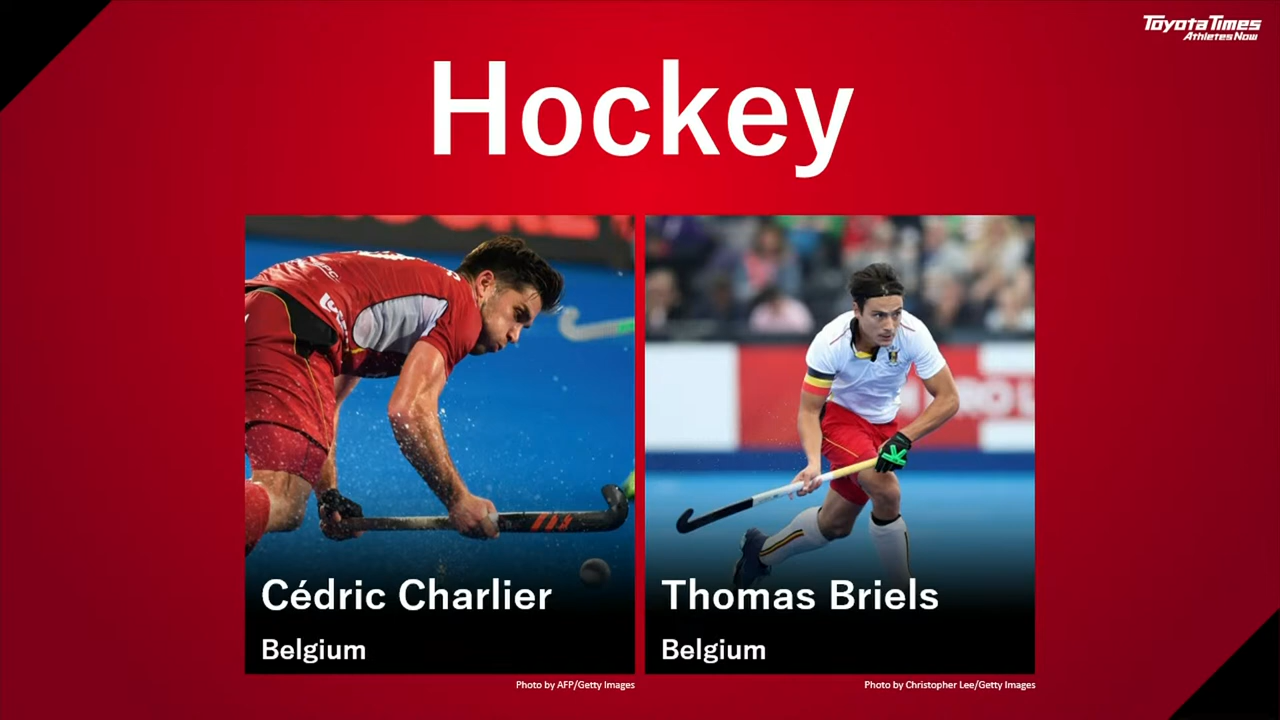 Toyota Times
Athletes Now
Hockey
Cédric Charlier
Belgium
Photo by AFP/Getty Images
Thomas Briels
Belgium
Photo by Christopher Lee/Getty Images